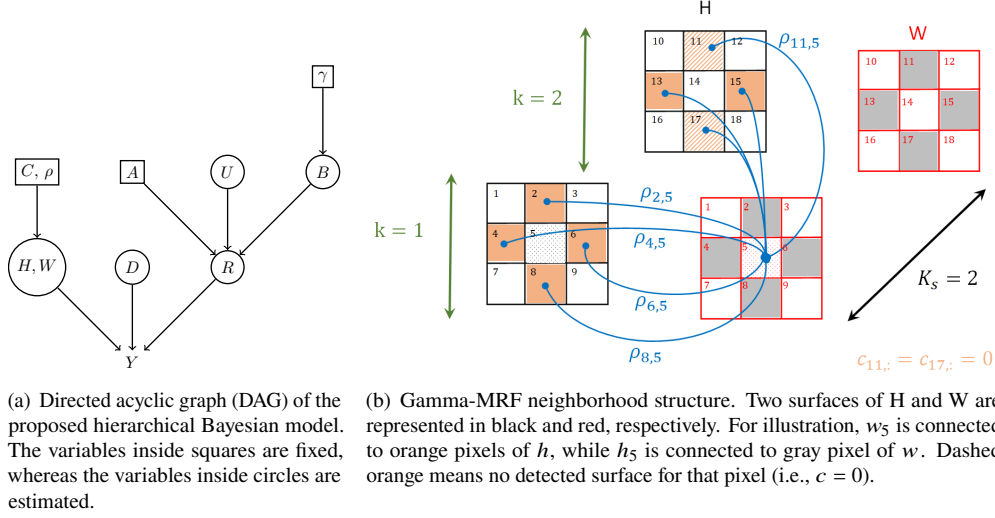 γ
C, ρ
A
U
B
H, W
D
R
Y
H
10 11 12
13 14 15
16 17 18
k = 2
ρ11,5
W
10 11 12
13 14 15
16 17 18
k = 1
1 2 3
4 5 6
7 8 9
ρ2,5
ρ4,5
ρ6,5
ρ8,5
1 2 3
4 5 6
7 8 9
Ks = 2
c11,: = c17,: = 0
(a) Directed acyclic graph (DAG) of the
proposed hierarchical Bayesian model.
The variables inside squares are fixed,
whereas the variables inside circles are
estimated.
(b) Gamma-MRF neighborhood structure. Two surfaces of H and W are
represented in black and red, respectively. For illustration, w5 is connected
to orange pixels of h, while h5 is connected to gray pixel of w. Dashed
orange means no detected surface for that pixel (i.e., c = 0).